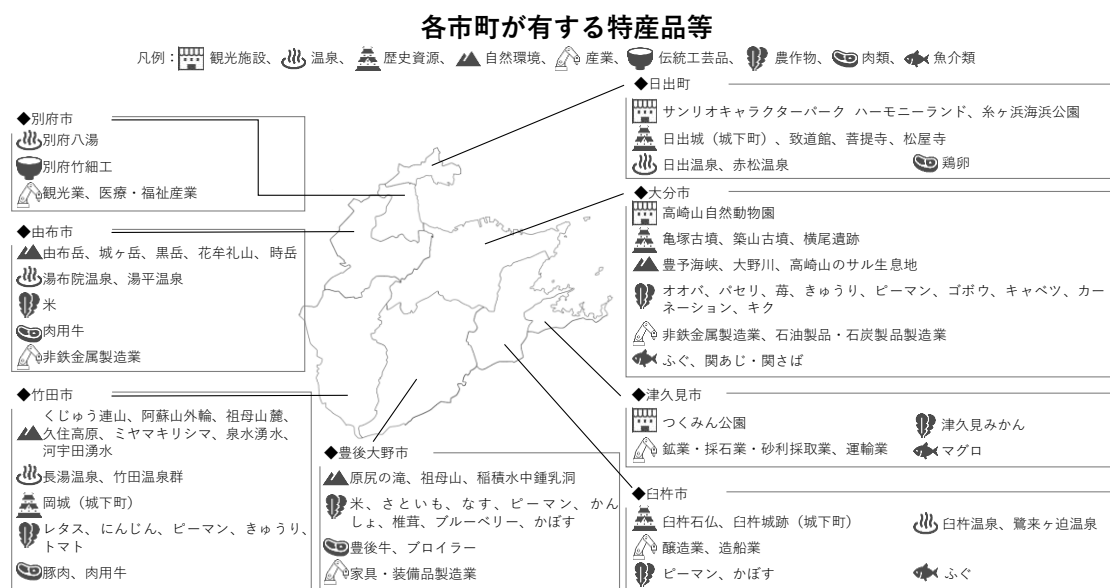 各市町が有する特産品等
凡例：観光施設、温泉、歴史資源、自然環境、産業、伝統工芸品、農作物、肉類、魚介類
◆別府市
別府八湯
別府竹細工
観光業、医療・福祉産業
◆由布市
由布岳、城ヶ岳、黒岳、花牟礼山、時岳
湯布院温泉、湯平温泉
米
肉用牛
非鉄金属製造業
◆竹田市
くじゅう連山、阿蘇山外輪、祖母山麓、
久住高原、ミヤマキリシマ、泉水湧水、
河宇田湧水
長湯温泉、竹田温泉群
岡城（城下町）
レタス、にんじん、ピーマン、きゅうり、
トマト
豚肉、肉用牛
◆豊後大野市
原尻の滝、祖母山、稲積水中鍾乳洞
米、さといも、なす、ピーマン、かん
しょ、椎茸、ブルーベリー、かぼす
豊後牛、ブロイラー
家具・装備品製造業
◆日出町
サンリオキャラクターパーク ハーモニーランド、糸ヶ浜海浜公園
日出城（城下町）、致道館、菩提寺、松屋寺
日出温泉、赤松温泉
鶏卵
◆大分市
高崎山自然動物園
亀塚古墳、築山古墳、横尾遺跡
豊予海峡、大野川、高崎山のサル生息地
オオバ、パセリ、苺、きゅうり、ピーマン、ゴボウ、キャベツ、カー
ネーション、キク
非鉄金属製造業、石油製品・石炭製品製造業
ふぐ、関あじ・関さば
◆津久見市
つくみん公園
津久見みかん
鉱業・採石業・砂利採取業、運輸業
マグロ
◆臼杵市
臼杵石仏、臼杵城跡（城下町）
臼杵温泉、鷺来ヶ迫温泉
醸造業、造船業
ピーマン、かぼす
ふぐ